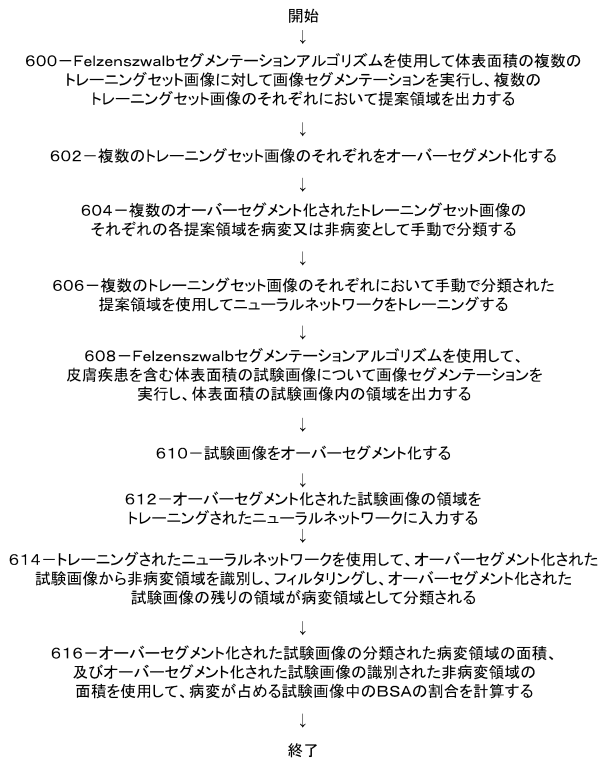 開始
↓
600－Felzenszwalbセグメンテーションアルゴリズムを使用して体表面積の複数の
トレーニングセット画像に対して画像セグメンテーションを実行し、複数の
トレーニングセット画像のそれぞれにおいて提案領域を出力する
↓
602－複数のトレーニングセット画像のそれぞれをオーバーセグメント化する
↓
604－複数のオーバーセグメント化されたトレーニングセット画像の
それぞれの各提案領域を病変又は非病変として手動で分類する
↓
606－複数のトレーニングセット画像のそれぞれにおいて手動で分類された
提案領域を使用してニューラルネットワークをトレーニングする
↓
608－Felzenszwalbセグメンテーションアルゴリズムを使用して、
皮膚疾患を含む体表面積の試験画像について画像セグメンテーションを
実行し、体表面積の試験画像内の領域を出力する
↓
610－試験画像をオーバーセグメント化する
↓
612－オーバーセグメント化された試験画像の領域を
トレーニングされたニューラルネットワークに入力する
↓
614－トレーニングされたニューラルネットワークを使用して、オーバーセグメント化された
試験画像から非病変領域を識別し、フィルタリングし、オーバーセグメント化された
試験画像の残りの領域が病変領域として分類される
↓
616－オーバーセグメント化された試験画像の分類された病変領域の面積、
及びオーバーセグメント化された試験画像の識別された非病変領域の
面積を使用して、病変が占める試験画像中のBSAの割合を計算する
↓
終了